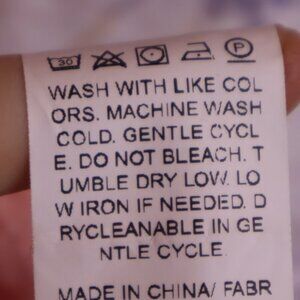 30 P
WASH WITH LIKE COL
ORS. MACHINE WASH
COLD. GENTLE CYCL
E. DO NOT BLEACH. T
UMBLE DRY LOW. LO
W IRON IF NEEDED. D
RYCLEANABLE IN GE
NTLE CYCLE.
MADE IN CHINA/ FABR